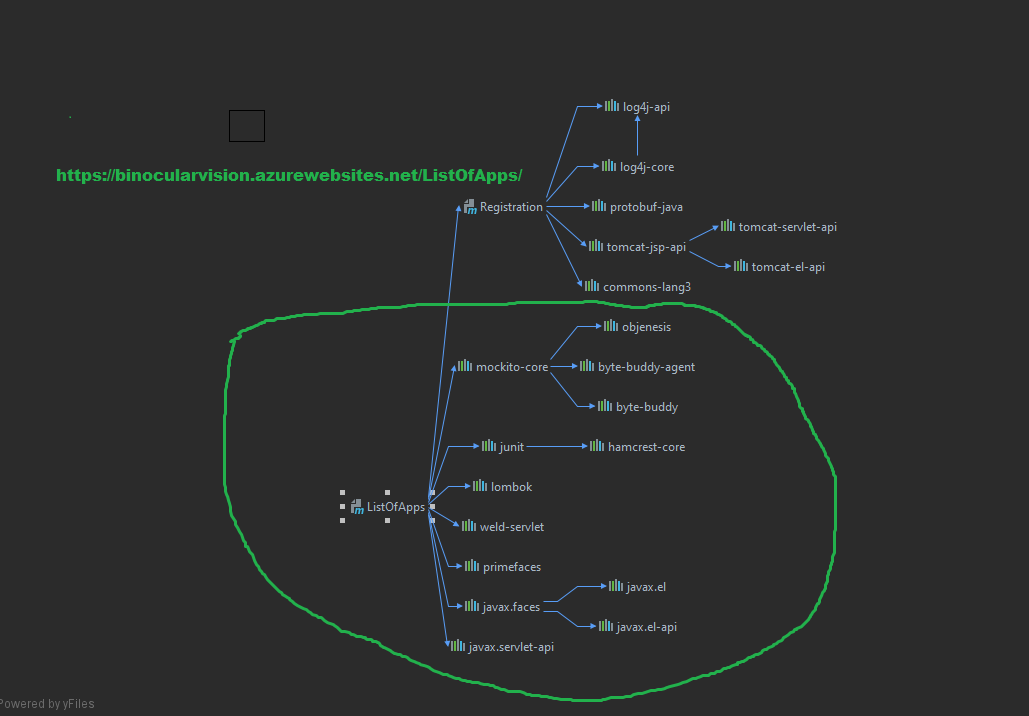 log4j-api
log4j-core
https://binocularvision.azurewebsites.net/ListOfApps/
Registration
protobuf-java
tomcat-servlet-api
tomcat-jsp-api
tomcat-el-api
commons-lang3
objenesis
mockito-core
byte-buddy-agent
byte-buddy
junit
hamcrest-core
lombok
ListOfApps
weld-servlet
primefaces
javax.el
javax.faces
javax.el-api
javax.servlet-api
Powered by yFiles